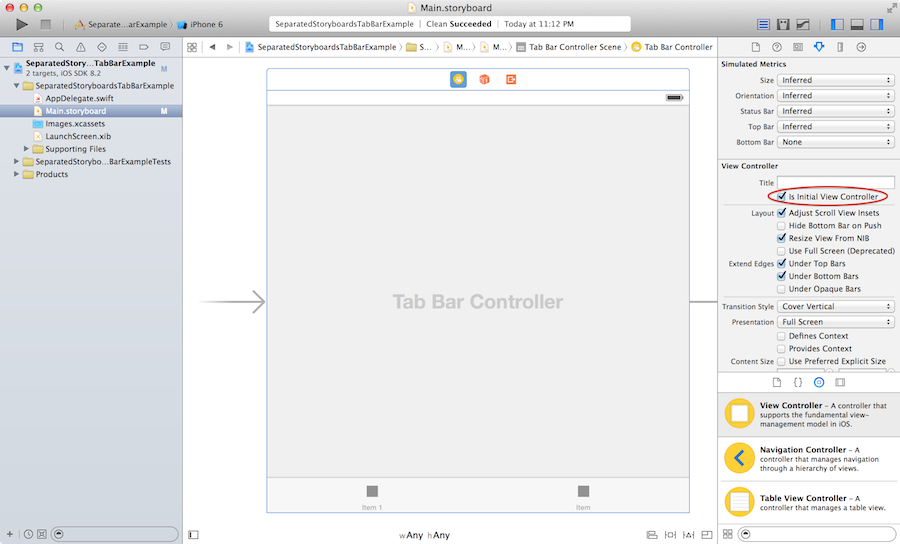 Main.storyboard
Separate...arExample
iPhone 6
SeparatedStoryboardsTabBarExample
Clean Succeeded
Today at 11:12 PM
SeparatedStoryboardsTabBarExample
S...
M...
M...
Tab Bar Controller Scene
Tab Bar Controller
SeparatedStory...TabBarExample
M
2 targets, iOS SDK 8.2
SeparatedStoryboardsTabBarExample
AppDelegate.swift
Main.storyboard
M
Images.xcassets
LaunchScreen.xib
Supporting Files
SeparatedStorybo...BarExampleTests
Products
Tab Bar Controller
Item 1
Item
wAny hAny
Simulated Metrics
Size Inferred
Orientation Inferred
Status Bar Inferred
Top Bar Inferred
Bottom Bar None
View Controller
Title
Is Initial View Controller
Layout Adjust Scroll View Insets
Hide Bottom Bar on Push
Resize View From NIB
Use Full Screen (Deprecated)
Extend Edges Under Top Bars
Under Bottom Bars
Under Opaque Bars
Transition Style Cover Vertical
Presentation Full Screen
Defines Context
Provides Context
Content Size Use Preferred Explicit Size
{}
View Controller - A controller that
supports the fundamental view-
management model in iOS.
Navigation Controller - A
controller that manages navigation
through a hierarchy of views.
Table View Controller - A
controller that manages a table view.